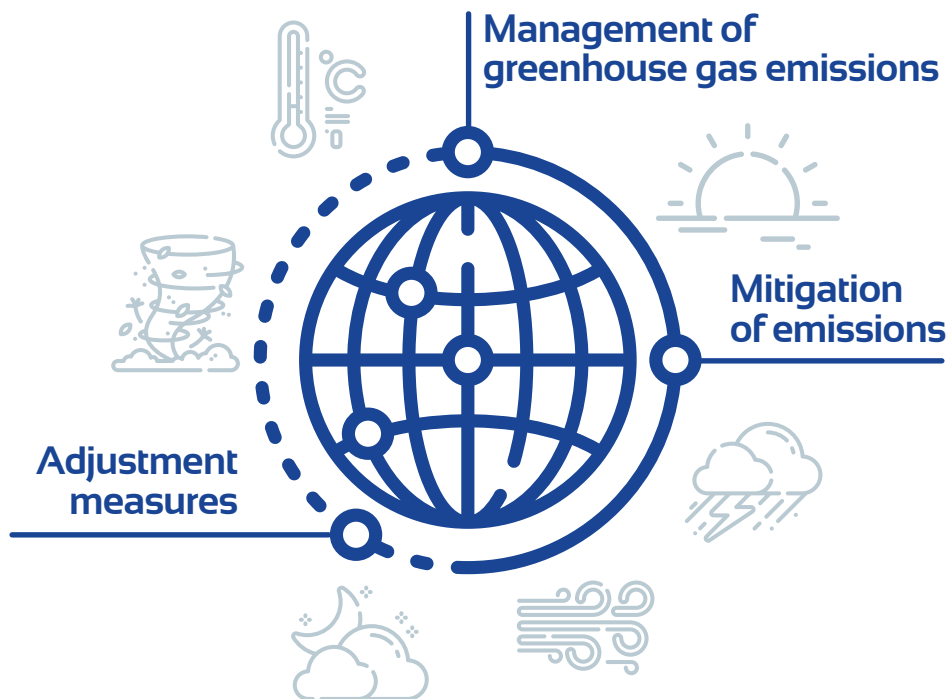 Management of
greenhouse gas emissions
°C
Mitigation
of emissions
Adjustment
measures